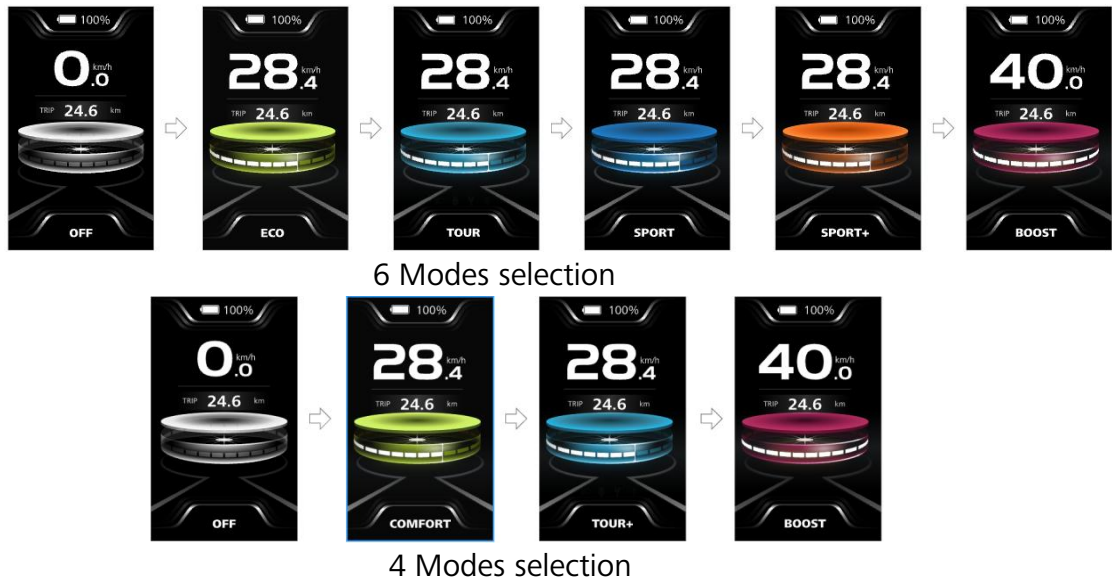 100% 100% 100% 100% 100% 100%
0.0 km/h 28.4 km/h 28.4 km/h 28.4 km/h 28.4 km/h 40.0 km/h
TRIP 24.6 km TRIP 24.6 km TRIP 24.6 km TRIP 24.6 km TRIP 24.6 km TRIP 24.6 km
OFF ECO TOUR SPORT SPORT+ BOOST
6 Modes selection
100% 100% 100% 100%
0.0 km/h 28.4 km/h 28.4 km/h 40.0 km/h
TRIP 24.6 km TRIP 24.6 km TRIP 24.6 km TRIP 24.6 km
OFF COMFORT TOUR+ BOOST
4 Modes selection